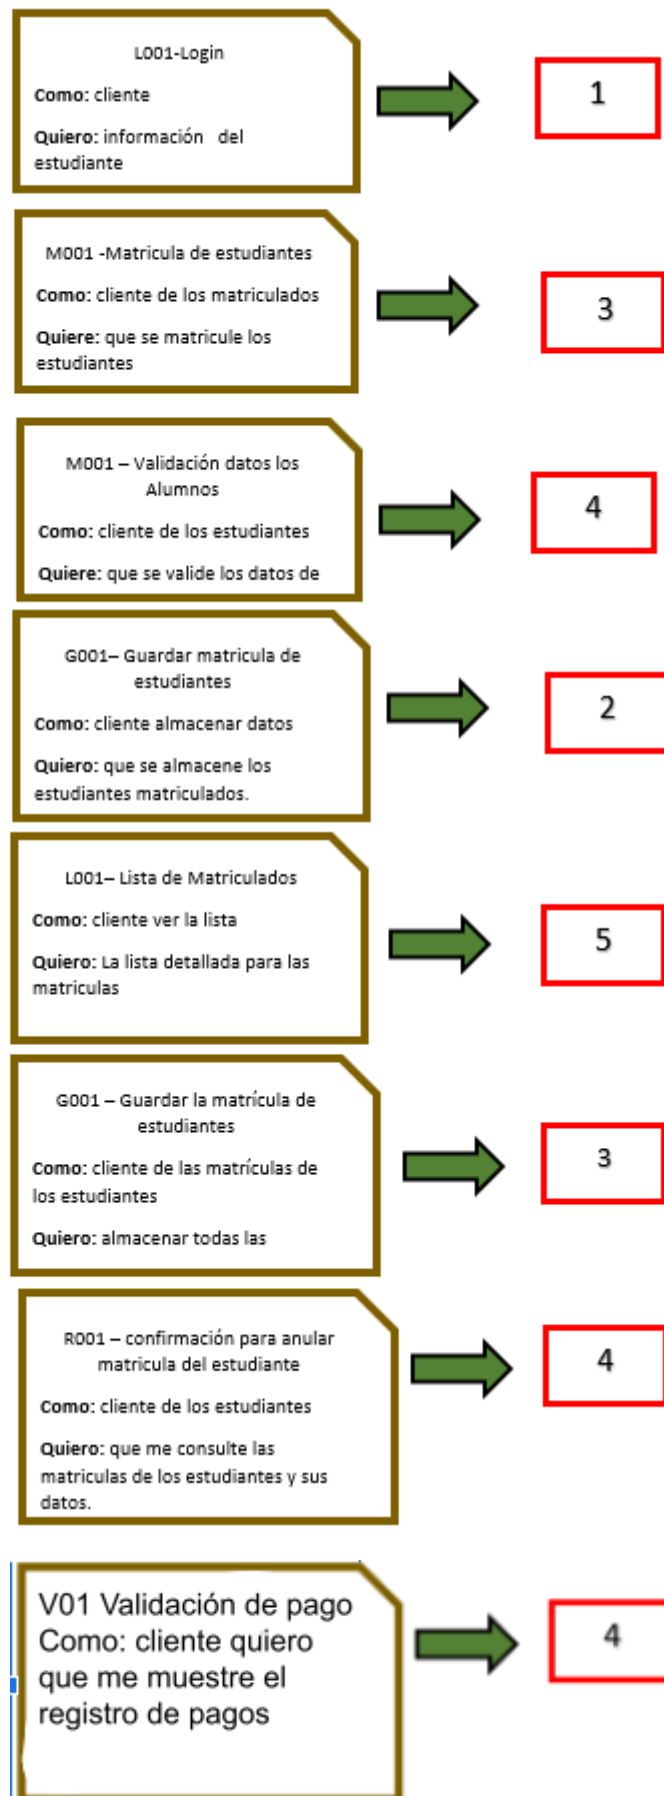 L001-Login
Como: cliente
Quiero: información del
estudiante
1
M001 -Matricula de estudiantes
Como: cliente de los matriculados
Quiere: que se matricule los
estudiantes
3
M001 – Validación datos los
Alumnos
Como: cliente de los estudiantes
Quiere: que se valide los datos de
4
G001– Guardar matricula de
estudiantes
Como: cliente almacenar datos
Quiero: que se almacene los
estudiantes matriculados.
2
L001– Lista de Matriculados
Como: cliente ver la lista
Quiero: La lista detallada para las
matriculas
5
G001 – Guardar la matrícula de
estudiantes
Como: cliente de las matrículas de
los estudiantes
Quiero: almacenar todas las
3
R001 – confirmación para anular
matricula del estudiante
Como: cliente de los estudiantes
Quiero: que me consulte las
matriculas de los estudiantes y sus
datos.
4
V01 Validación de pago
Como: cliente quiero
que me muestre el
registro de pagos
4